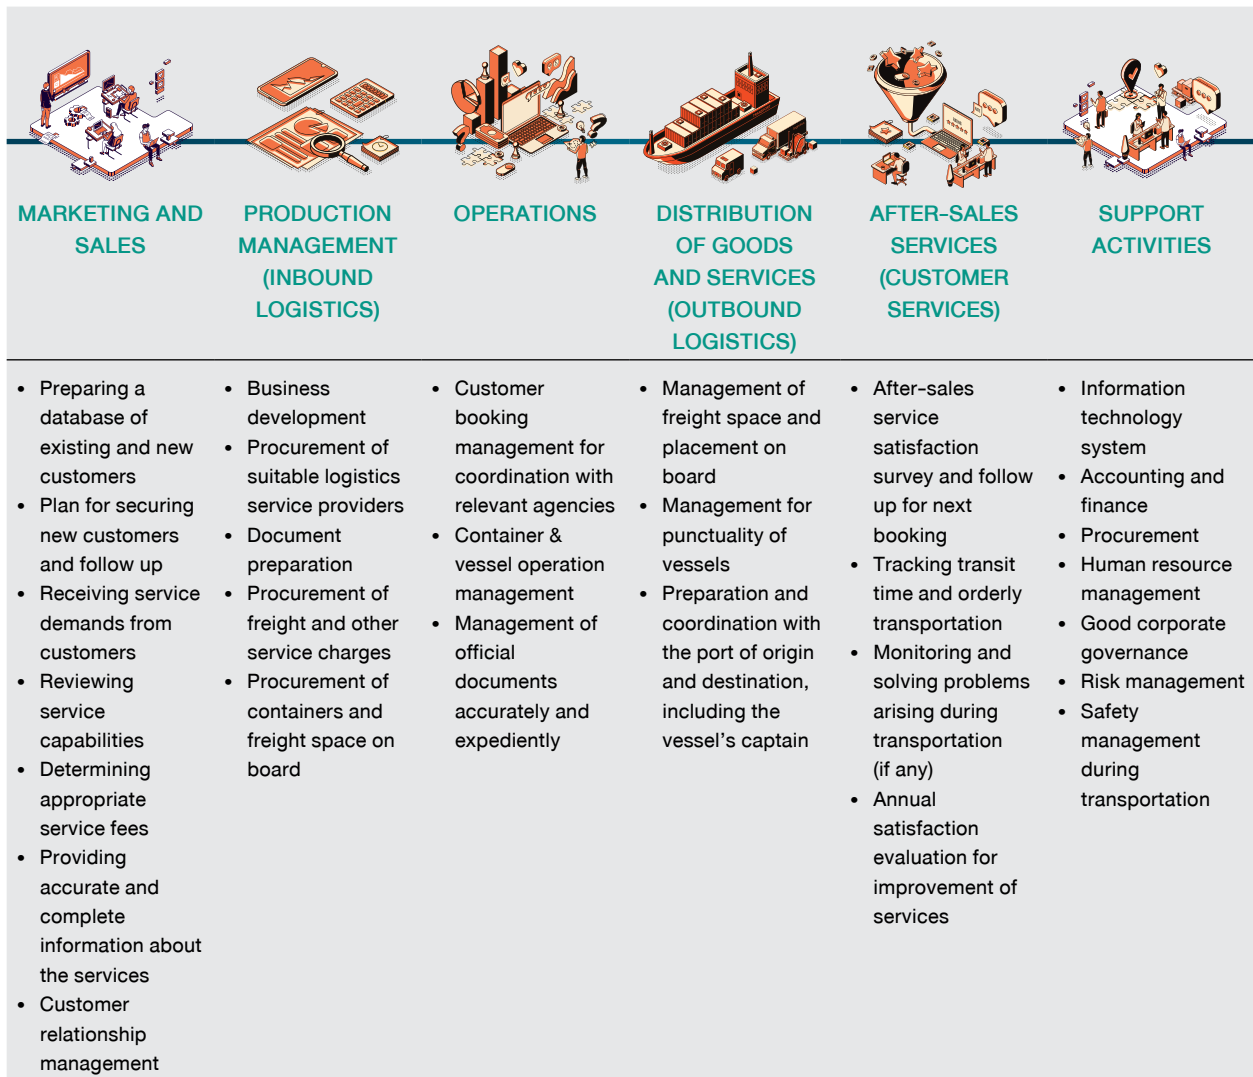 MARKETING AND
SALES
PRODUCTION
MANAGEMENT
(INBOUND
LOGISTICS)
OPERATIONS
DISTRIBUTION
OF GOODS
AND SERVICES
(OUTBOUND
LOGISTICS)
AFTER-SALES
SERVICES
(CUSTOMER
SERVICES)
SUPPORT
ACTIVITIES
• Preparing a
database of
existing and new
customers
• Plan for securing
new customers
and follow up
• Receiving service
demands from
customers
• Reviewing
service
capabilities
• Determining
appropriate
service fees
• Providing
accurate and
complete
information about
the services
• Customer
relationship
management
• Business
development
• Procurement of
suitable logistics
service providers
• Document
preparation
• Procurement of
freight and other
service charges
• Procurement of
containers and
freight space on
board
• Customer
booking
management for
coordination with
relevant agencies
• Container &
vessel operation
management
• Management of
official
documents
accurately and
expediently
• Management of
freight space and
placement on
board
• Management for
punctuality of
vessels
• Preparation and
coordination with
the port of origin
and destination,
including the
vessel's captain
• After-sales
service
satisfaction
survey and follow
up for next
booking
• Tracking transit
time and orderly
transportation
• Monitoring and
solving problems
arising during
transportation
(if any)
• Annual
satisfaction
evaluation for
improvement of
services
• Information
technology
system
• Accounting and
finance
• Procurement
• Human resource
management
• Good corporate
governance
• Risk management
• Safety
management
during
transportation